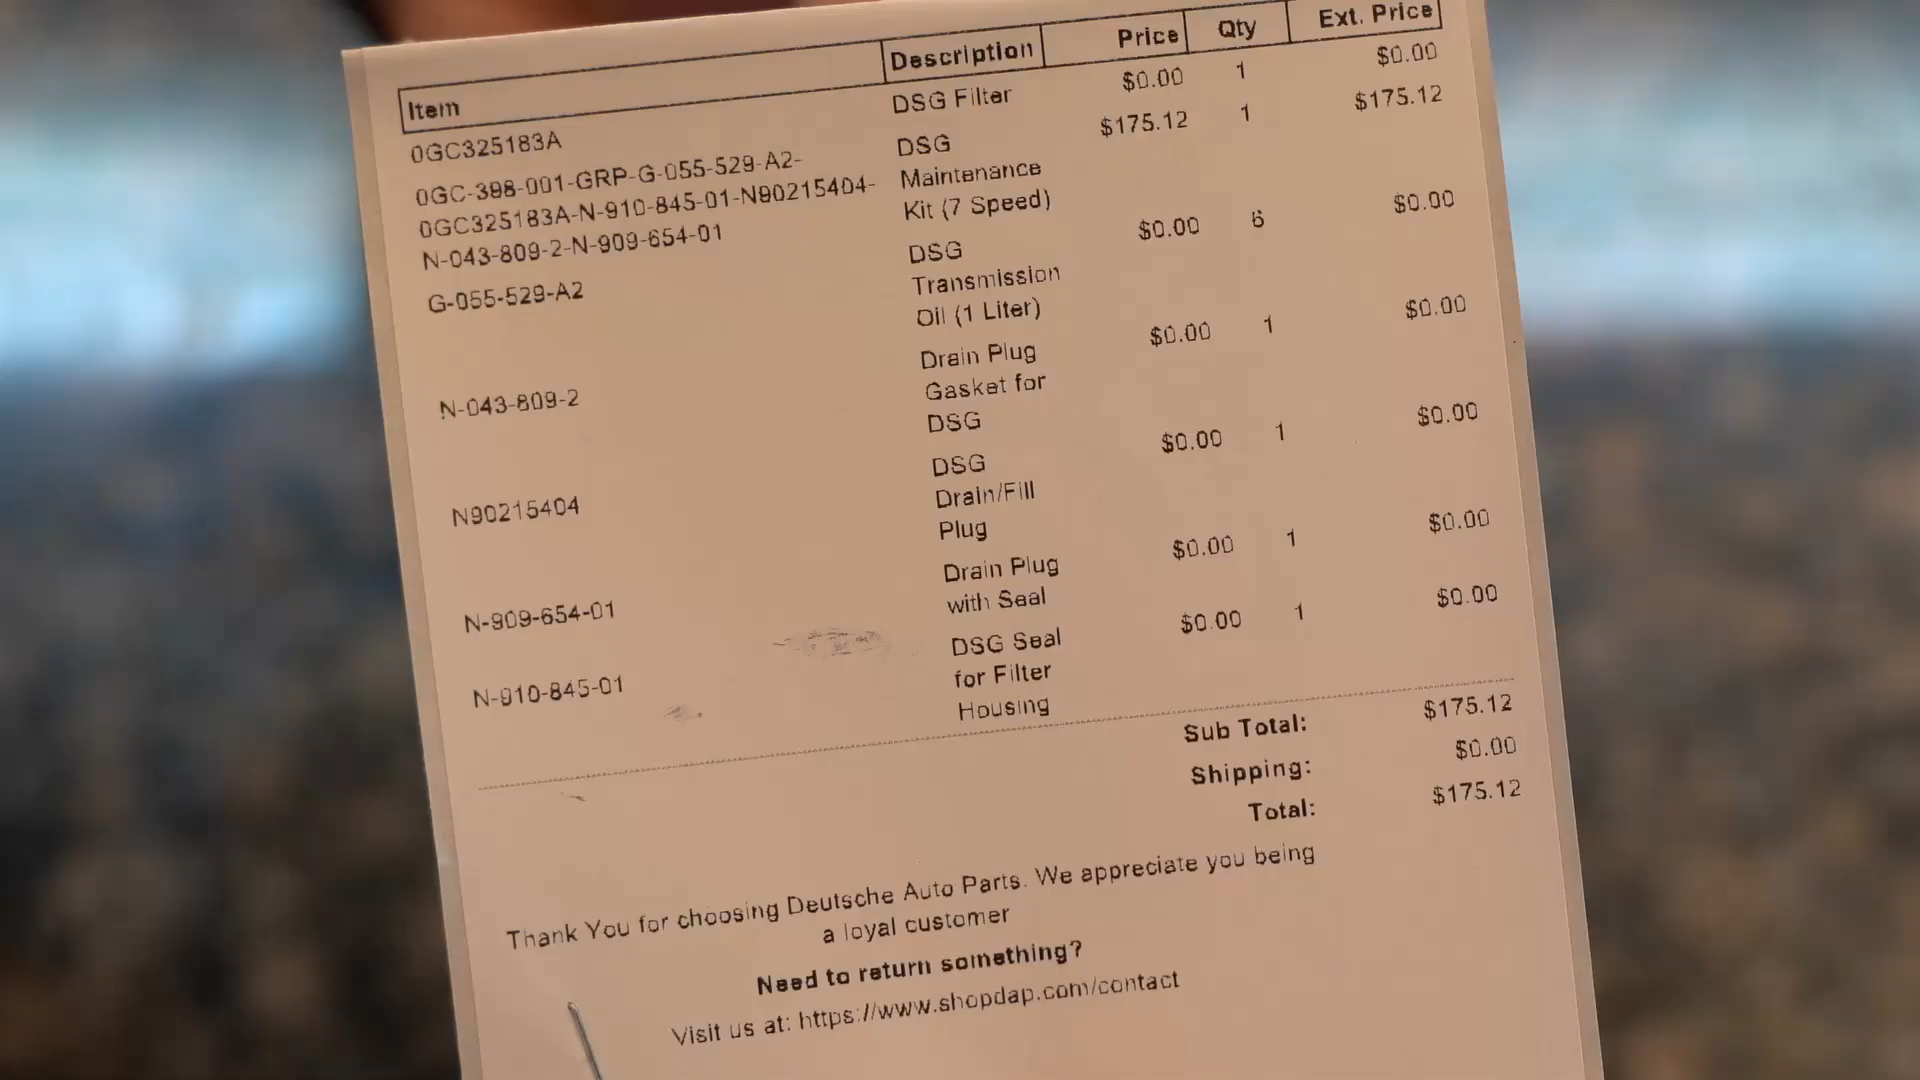 Item Description Price Qty Ext. Price
0GC325183A DSG Filter $0.00 1 $0.00
0GC-398-001-GRP-G-055-529-A2- DSG $175.12 1 $175.12
0GC325183A-N-910-845-01-N90215404- Maintenance
N-043-809-2-N-909-654-01 Kit (7 Speed)
G-055-529-A2 DSG $0.00 6 $0.00
Transmission
Oil (1 Liter)
N-043-809-2 Drain Plug $0.00 1 $0.00
Gasket for
DSG
N90215404 DSG $0.00 1 $0.00
Drain/Fill
Plug
N-909-654-01 Drain Plug $0.00 1 $0.00
with Seal
N-910-845-01 DSG Seal $0.00 1 $0.00
for Filter
Housing
Sub Total: $175.12
Shipping: $0.00
Total: $175.12
Thank You for choosing Deutsche Auto Parts. We appreciate you being
a loyal customer
Need to return something?
Visit us at: https://www.shopdap.com/contact